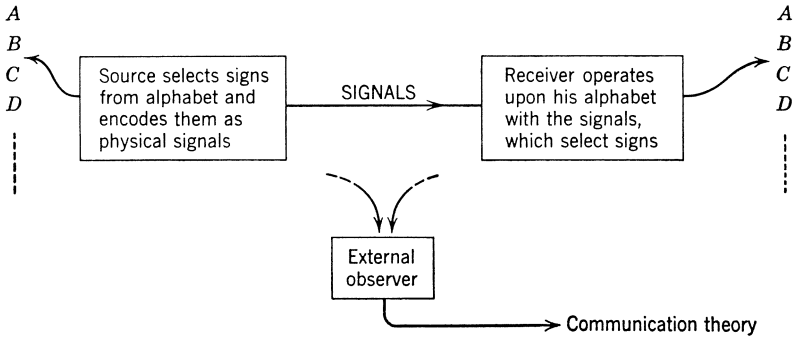 A
B
C
D
Source selects signs
from alphabet and
encodes them as
physical signals
SIGNALS
Receiver operates
upon his alphabet
with the signals,
which select signs
A
B
C
D
External
observer
Communication theory